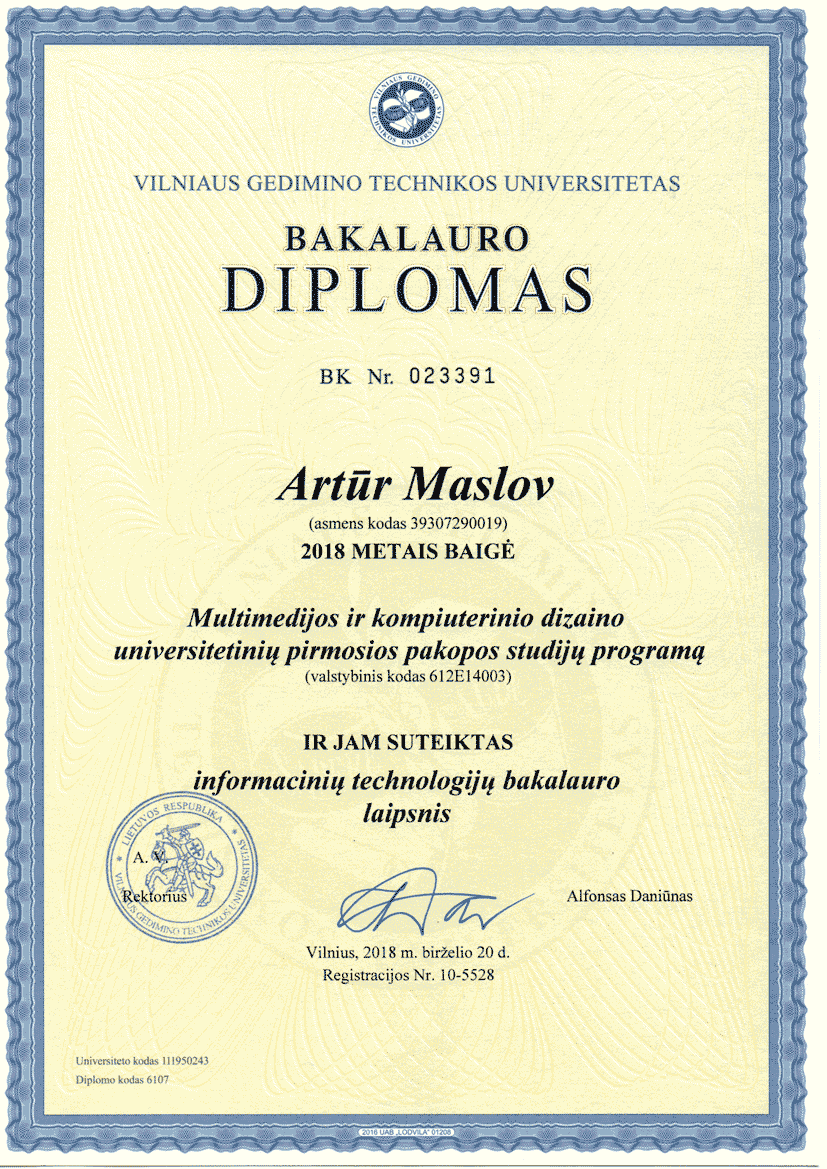 VILNIAUS GEDIMINO TECHNIKOS UNIVERSITETAS
VILNIAUS GEDIMINO TECHNIKOS UNIVERSITETAS
BAKALAURO
DIPLOMAS
BK Nr. 023391
Artūr Maslov
(asmens kodas 39307290019)
2018 METAIS BAIGĖ
Multimedijos ir kompiuterinio dizaino
universitetinių pirmosios pakopos studijų programą
(valstybinis kodas 612E14003)
IR JAM SUTEIKTAS
informacinių technologijų bakalauro
laipsnis
LIETUVOS RESPUBLIKA
VILNIAUS GEDIMINO TECHNIKOS UNIVERSITETAS
A. V.
Rektorius
Alfonsas Daniūnas
Vilnius, 2018 m. birželio 20 d.
Registracijos Nr. 10-5528
Universiteto kodas 111950243
Diplomo kodas 6107
2016 UAB „LODVILA" 01208